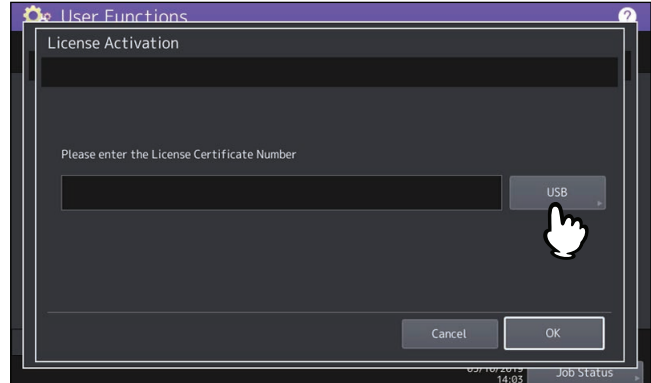 User Functions
?
License Activation
Please enter the License Certificate Number
USB
Cancel
OK
Job Status
14:03